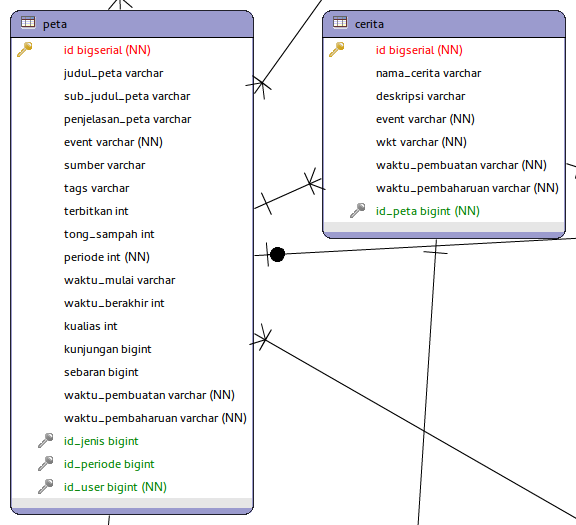 peta
id bigserial (NN)
judul_peta varchar
sub_judul_peta varchar
penjelasan_peta varchar
event varchar (NN)
sumber varchar
tags varchar
terbitkan int
tong_sampah int
periode int (NN)
waktu_mulai varchar
waktu_berakhir int
kualias int
kunjungan bigint
sebaran bigint
waktu_pembuatan varchar (NN)
waktu_pembaharuan varchar (NN)
id_jenis bigint
id_periode bigint
id_user bigint (NN)
cerita
id bigserial (NN)
nama_cerita varchar
deskripsi varchar
event varchar (NN)
wkt varchar (NN)
waktu_pembuatan varchar (NN)
waktu_pembaharuan varchar (NN)
id_peta bigint (NN)